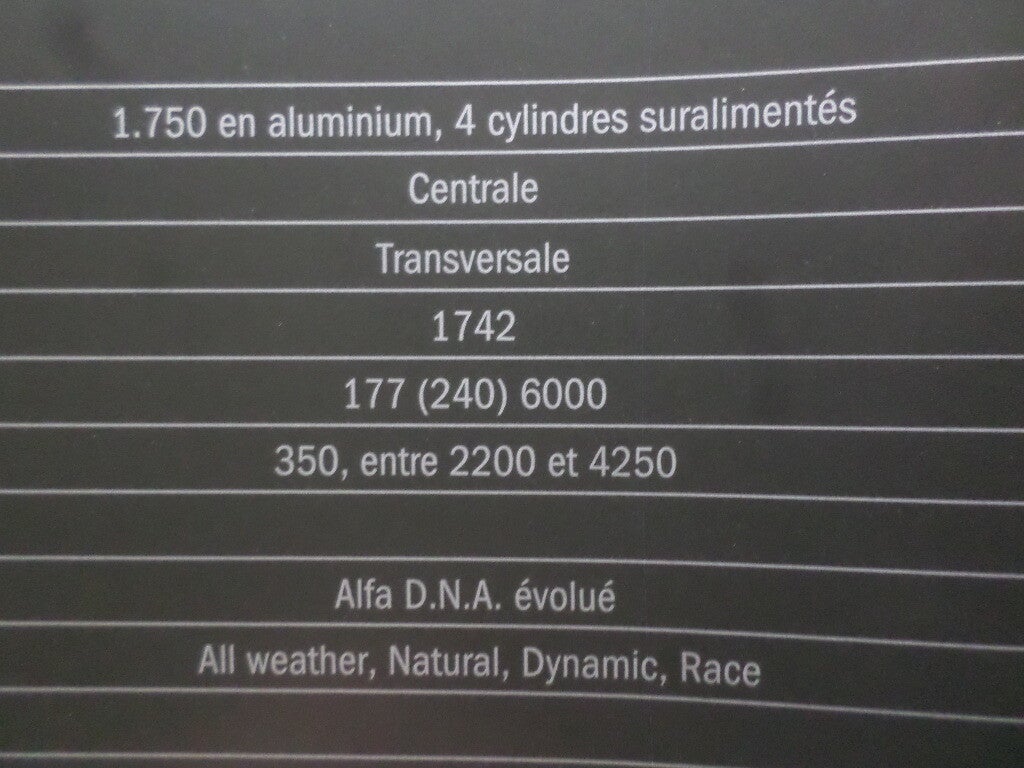 1.750 en aluminium, 4 cylindres suralimentés
Centrale
Transversale
1742
177 (240) 6000
350, entre 2200 et 4250
Alfa D.N.A. évolué
All weather, Natural, Dynamic, Race